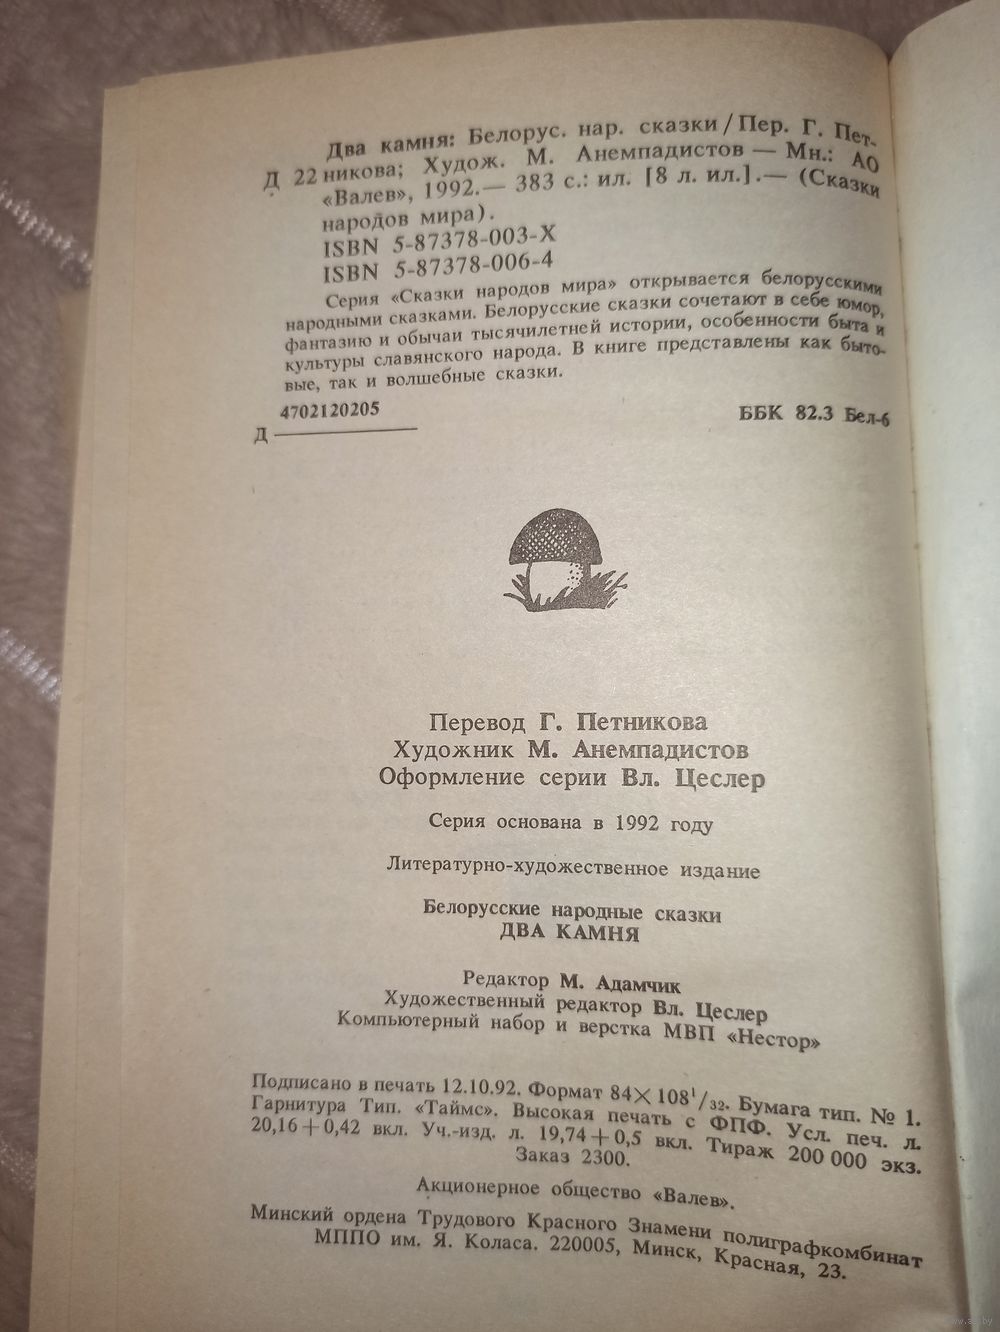 Два камня: Белорус. нар. сказки/Пер. Г. Пет-
Д 22 никова; Худож. М. Анемпадистов — Мн.: АО
«Валев», 1992.— 383 с.: ил. [8 л. ил.].— (Сказки
народов мира).
ISBN 5-87378-003-X
ISBN 5-87378-006-4
Серия «Сказки народов мира» открывается белорусскими
народными сказками. Белорусские сказки сочетают в себе юмор,
фантазию и обычаи тысячилетней истории, особенности быта и
культуры славянского народа. В книге представлены как быто-
вые, так и волшебные сказки.
4702120205
Д
ББК 82.3 Бел-6
Перевод Г. Петникова
Художник М. Анемпадистов
Оформление серии Вл. Цеслер
Серия основана в 1992 году
Литературно-художественное издание
Белорусские народные сказки
ДВА КАМНЯ
Редактор М. Адамчик
Художественный редактор Вл. Цеслер
Компьютерный набор и верстка МВП «Нестор»
Подписано в печать 12.10.92. Формат 84×108¹/₃₂. Бумага тип. № 1.
Гарнитура Тип. «Таймс». Высокая печать с ФПФ. Усл. печ. л.
20,16+0,42 вкл. Уч.-изд. л. 19,74+0,5 вкл. Тираж 200 000 экз.
Заказ 2300.
Акционерное общество «Валев».
Минский ордена Трудового Красного Знамени полиграфкомбинат
МППО им. Я. Коласа. 220005, Минск, Красная, 23.